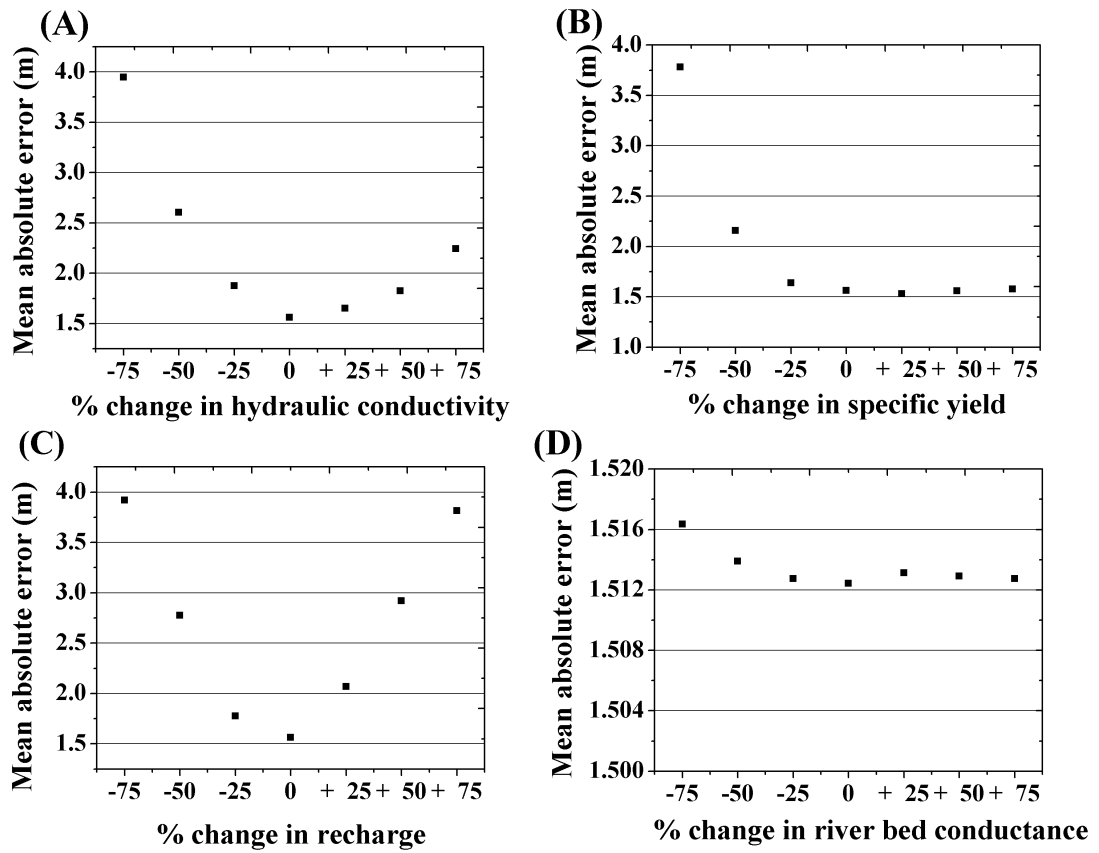 (A)
Mean absolute error (m)
4.0
3.5
3.0
2.5
2.0
1.5
-75 -50 -25 0 + 25 + 50 + 75
% change in hydraulic conductivity
(B)
Mean absolute error (m)
4.0
3.5
3.0
2.5
2.0
1.5
1.0
-75 -50 -25 0 + 25 + 50 + 75
% change in specific yield
(C)
Mean absolute error (m)
4.0
3.5
3.0
2.5
2.0
1.5
-75 -50 -25 0 + 25 + 50 + 75
% change in recharge
(D)
Mean absolute error (m)
1.520
1.516
1.512
1.508
1.504
1.500
-75 -50 -25 0 + 25 + 50 + 75
% change in river bed conductance